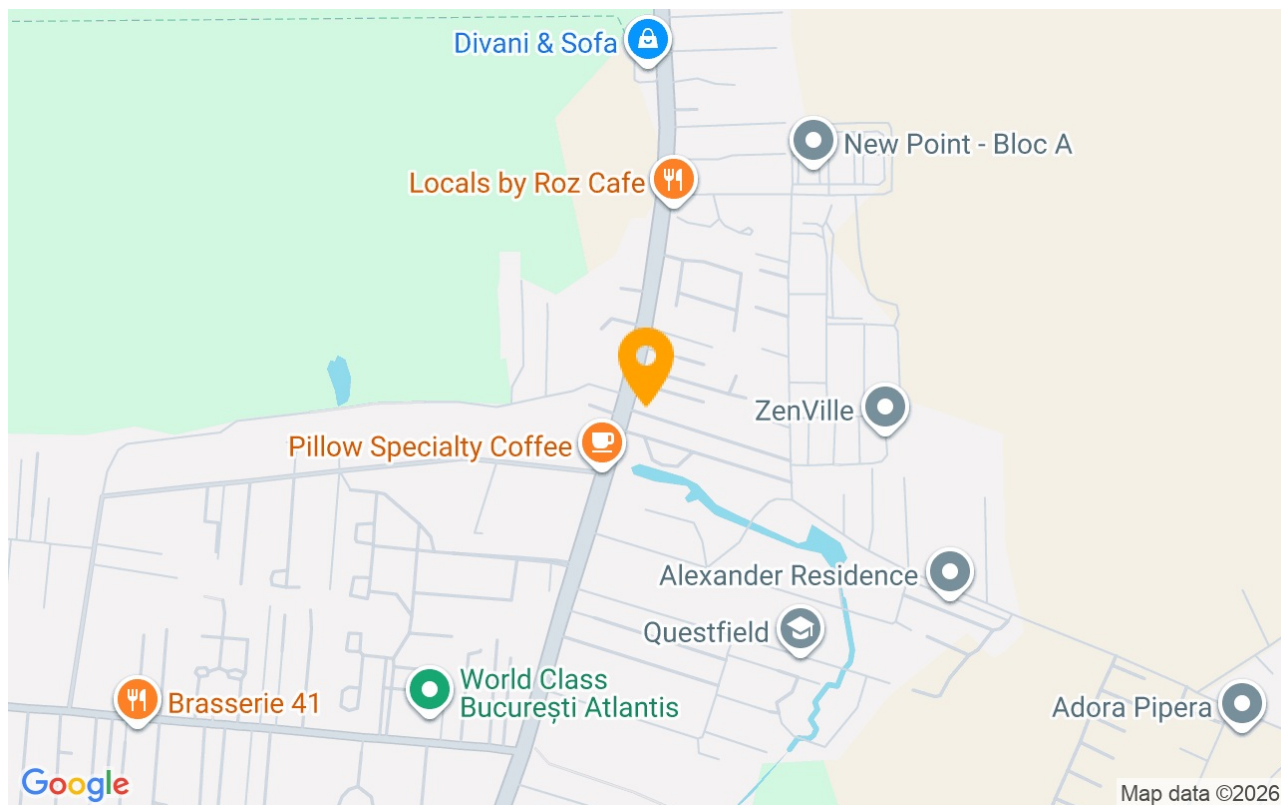 Divani & Sofa
New Point - Bloc A
Locals by Roz Cafe
ZenVille
Pillow Specialty Coffee
Alexander Residence
Questfield
World Class
București Atlantis
Brasserie 41
Adora Pipera
Google
Map data ©2026